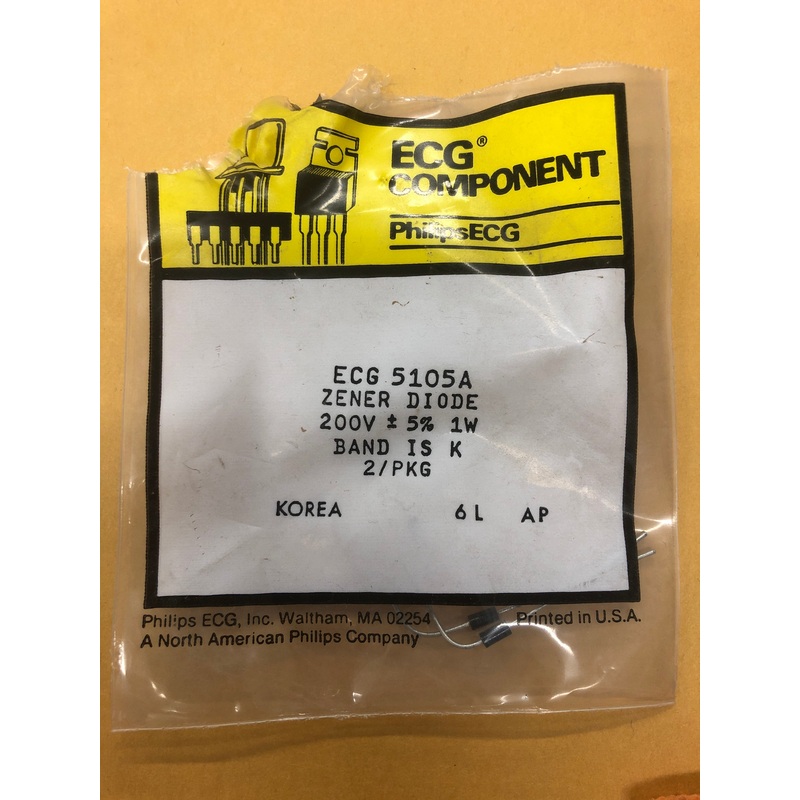 ECG®
COMPONENT
PhilipsECG
ECG 5105A
ZENER DIODE
200V ± 5% 1W
BAND IS K
2/PKG
KOREA 6L AP
Philips ECG, Inc. Waltham, MA 02254 Printed in U.S.A.
A North American Philips Company